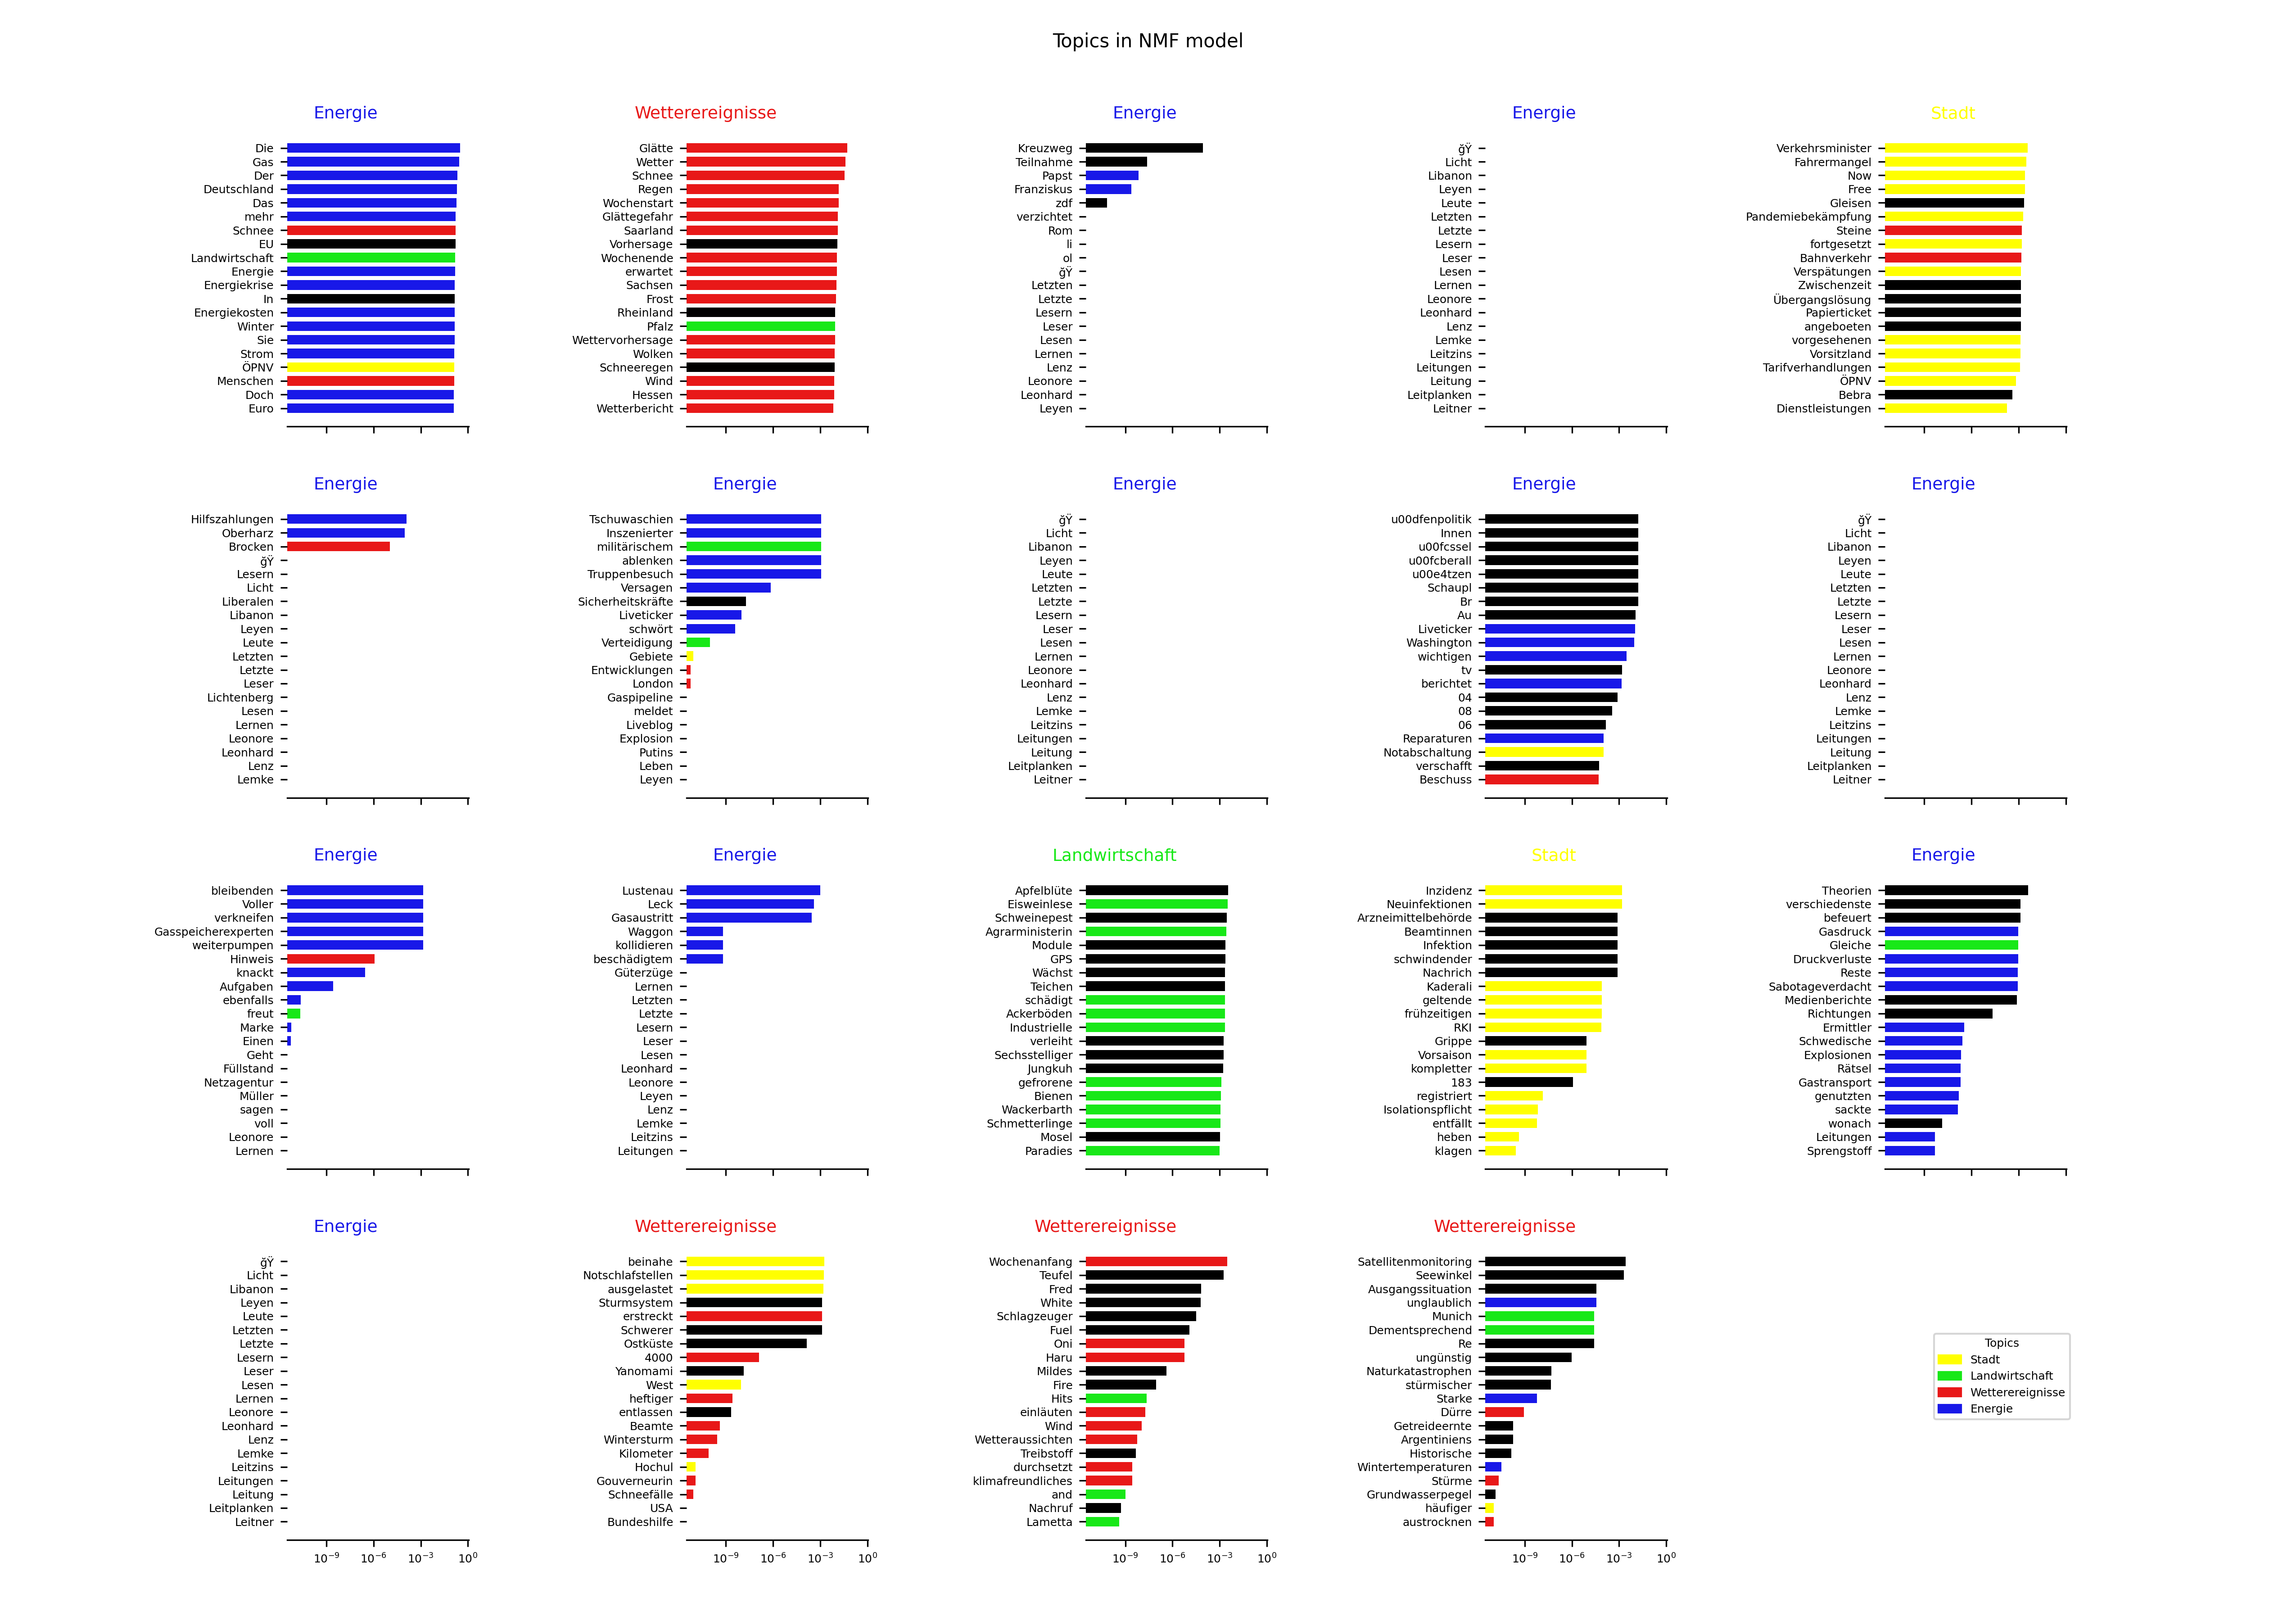 Topics in NMF model
Energie
Die
Gas
Der
Deutschland
Das
mehr
Schnee
EU
Landwirtschaft
Energie
Energiekrise
In
Energiekosten
Winter
Sie
Strom
ÖPNV
Menschen
Doch
Euro
Wetterereignisse
Glätte
Wetter
Schnee
Regen
Wochenstart
Glättegefahr
Saarland
Vorhersage
Wochenende
erwartet
Sachsen
Frost
Rheinland
Pfalz
Wettervorhersage
Wolken
Schneeregen
Wind
Hessen
Wetterbericht
Energie
Kreuzweg
Teilnahme
Papst
Franziskus
zdf
verzichtet
Rom
li
ol
ğŸ
Letzten
Letzte
Lesern
Leser
Lesen
Lernen
Lenz
Leonore
Leonhard
Leyen
Energie
ğŸ
Licht
Libanon
Leyen
Leute
Letzten
Letzte
Lesern
Leser
Lesen
Lernen
Leonore
Leonhard
Lenz
Lemke
Leitzins
Leitungen
Leitung
Leitplanken
Leitner
Stadt
Verkehrsminister
Fahrermangel
Now
Free
Gleisen
Pandemiebekämpfung
Steine
fortgesetzt
Bahnverkehr
Verspätungen
Zwischenzeit
Übergangslösung
Papierticket
angeboeten
vorgesehenen
Vorsitzland
Tarifverhandlungen
ÖPNV
Bebra
Dienstleistungen
Energie
Hilfszahlungen
Oberharz
Brocken
ğŸ
Lesern
Licht
Liberalen
Libanon
Leyen
Leute
Letzten
Letzte
Leser
Lichtenberg
Lesen
Lernen
Leonore
Leonhard
Lenz
Lemke
Energie
Tschuwaschien
Inszenierter
militärischem
ablenken
Truppenbesuch
Versagen
Sicherheitskräfte
Liveticker
schwört
Verteidigung
Gebiete
Entwicklungen
London
Gaspipeline
meldet
Liveblog
Explosion
Putins
Leben
Leyen
Energie
ğŸ
Licht
Libanon
Leyen
Leute
Letzten
Letzte
Lesern
Leser
Lesen
Lernen
Leonore
Leonhard
Lenz
Lemke
Leitzins
Leitungen
Leitung
Leitplanken
Leitner
Energie
u00dfenpolitik
Innen
u00fcssel
u00fcberall
u00e4tzen
Schaupl
Br
Au
Liveticker
Washington
wichtigen
tv
berichtet
04
08
06
Reparaturen
Notabschaltung
verschafft
Beschuss
Energie
ğŸ
Licht
Libanon
Leyen
Leute
Letzten
Letzte
Lesern
Leser
Lesen
Lernen
Leonore
Leonhard
Lenz
Lemke
Leitzins
Leitungen
Leitung
Leitplanken
Leitner
Energie
bleibenden
Voller
verkneifen
Gasspeicherexperten
weiterpumpen
Hinweis
knackt
Aufgaben
ebenfalls
freut
Marke
Einen
Geht
Füllstand
Netzagentur
Müller
sagen
voll
Leonore
Lernen
Energie
Lustenau
Leck
Gasaustritt
Waggon
kollidieren
beschädigtem
Güterzüge
Lernen
Letzten
Letzte
Lesern
Leser
Lesen
Leonhard
Leonore
Leyen
Lenz
Lemke
Leitzins
Leitungen
Landwirtschaft
Apfelblüte
Eisweinlese
Schweinepest
Agrarministerin
Module
GPS
Wächst
Teichen
schädigt
Ackerböden
Industrielle
verleiht
Sechsstelliger
Jungkuh
gefrorene
Bienen
Wackerbarth
Schmetterlinge
Mosel
Paradies
Stadt
Inzidenz
Neuinfektionen
Arzneimittelbehörde
Beamtinnen
Infektion
schwindender
Nachrich
Kaderali
geltende
frühzeitigen
RKI
Grippe
Vorsaison
kompletter
183
registriert
Isolationspflicht
entfällt
heben
klagen
Energie
Theorien
verschiedenste
befeuert
Gasdruck
Gleiche
Druckverluste
Reste
Sabotageverdacht
Medienberichte
Richtungen
Ermittler
Schwedische
Explosionen
Rätsel
Gastransport
genutzten
sackte
wonach
Leitungen
Sprengstoff
Energie
ğŸ
Licht
Libanon
Leyen
Leute
Letzten
Letzte
Lesern
Leser
Lesen
Lernen
Leonore
Leonhard
Lenz
Lemke
Leitzins
Leitungen
Leitung
Leitplanken
Leitner
10⁻⁹ 10⁻⁶ 10⁻³ 10⁰
Wetterereignisse
beinahe
Notschlafstellen
ausgelastet
Sturmsystem
erstreckt
Schwerer
Ostküste
4000
Yanomami
West
heftiger
entlassen
Beamte
Wintersturm
Kilometer
Hochul
Gouverneurin
Schneefälle
USA
Bundeshilfe
10⁻⁹ 10⁻⁶ 10⁻³ 10⁰
Wetterereignisse
Wochenanfang
Teufel
Fred
White
Schlagzeuger
Fuel
Oni
Haru
Mildes
Fire
Hits
einläuten
Wind
Wetteraussichten
Treibstoff
durchsetzt
klimafreundliches
and
Nachruf
Lametta
10⁻⁹ 10⁻⁶ 10⁻³ 10⁰
Wetterereignisse
Satellitenmonitoring
Seewinkel
Ausgangssituation
unglaublich
Munich
Dementsprechend
Re
ungünstig
Naturkatastrophen
stürmischer
Starke
Dürre
Getreideernte
Argentiniens
Historische
Wintertemperaturen
Stürme
Grundwasserpegel
häufiger
austrocknen
10⁻⁹ 10⁻⁶ 10⁻³ 10⁰
Topics
Stadt
Landwirtschaft
Wetterereignisse
Energie